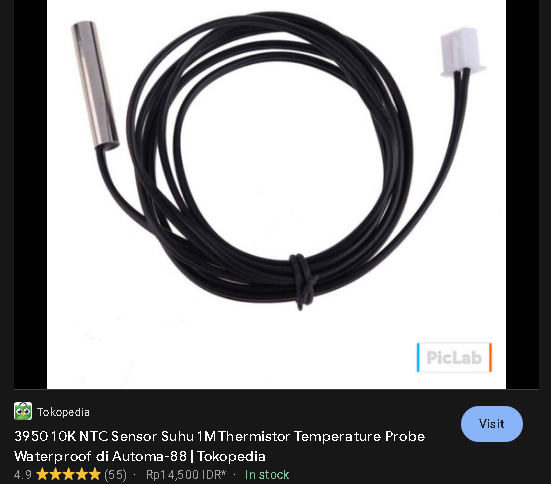 PicLab
Tokopedia
Visit
3950 10K NTC Sensor Suhu 1M Thermistor Temperature Probe
Waterproof di Automa-88 | Tokopedia
4.9 ★★★★★ (55) · Rp14,500 IDR* · In stock